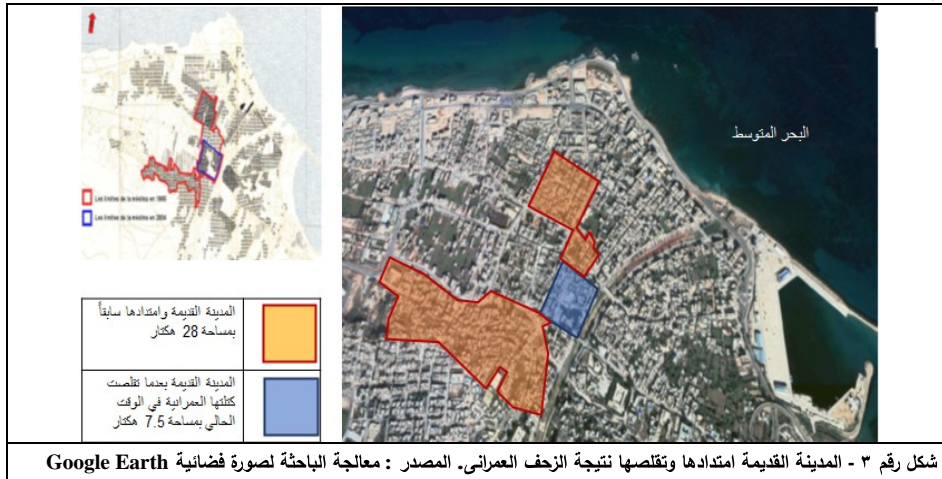 البحر المتوسط
Les limites de la médina en
Les limites de la médina en 2004
المدينة القديمة وامتدادها سابقاً
بمساحة 28 هكتار
المدينة القديمة بعدما تقلصت
كتلتها العمرانية في الوقت
الحالي بمساحة 7.5 هكتار
شكل رقم ٣ - المدينة القديمة امتدادها وتقلصها نتيجة الزحف العمراني. المصدر : معالجة الباحثة لصورة فضائية Google Earth